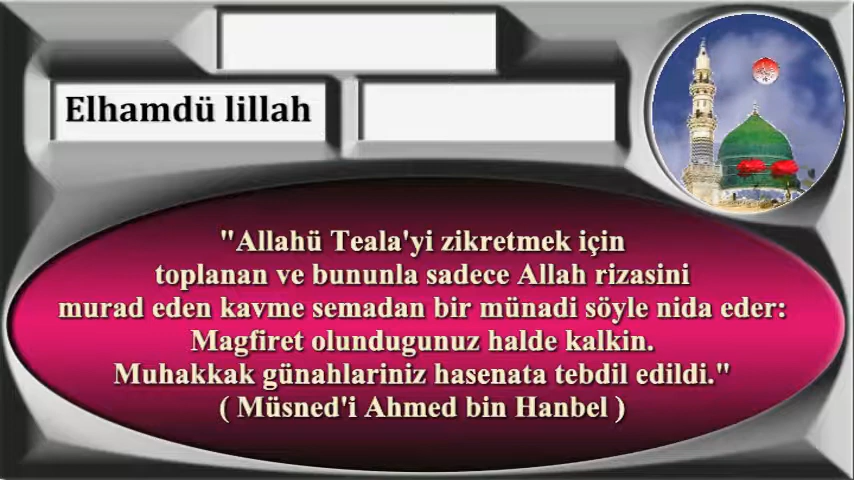 Elhamdü lillah
"Allahü Teala'yi zikretmek için
toplanan ve bununla sadece Allah rizasini
murad eden kavme semadan bir münadi söyle nida eder:
Magfiret olundugunuz halde kalkin.
Muhakkak günahlariniz hasenata tebdil edildi."
( Müsned'i Ahmed bin Hanbel )